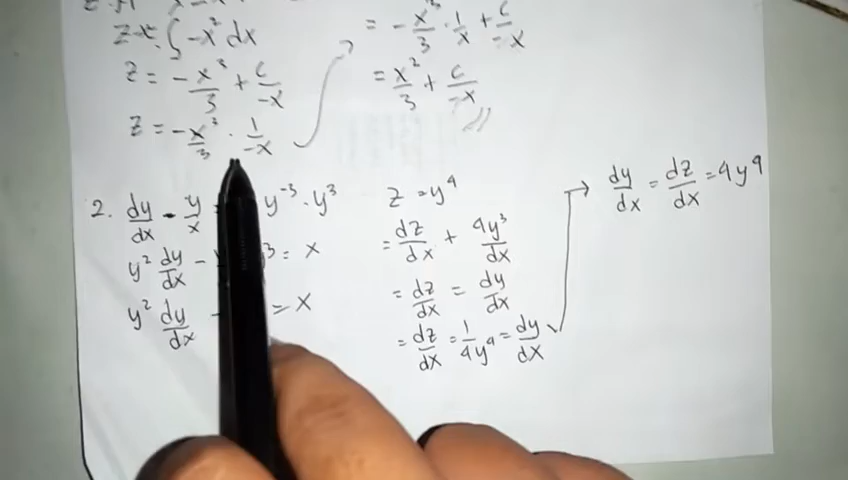 z·x = ∫ -x² dx
z = -x³/3 + c/-x
z = -x³/3 · 1/-x
= -x³/3 · 1/x + c/-x
= x²/3 + c/-x //
2. dy/dx - y/x y⁻³ · y³
y² dy/dx - y³ = x
y² dy/dx - = x
z = y⁴
= dz/dx + 4y³/dx
= dz/dx = dy/dx
= dz/dx = 1/4y⁴ = dy/dx
dy/dx = dz/dx = 4y⁹